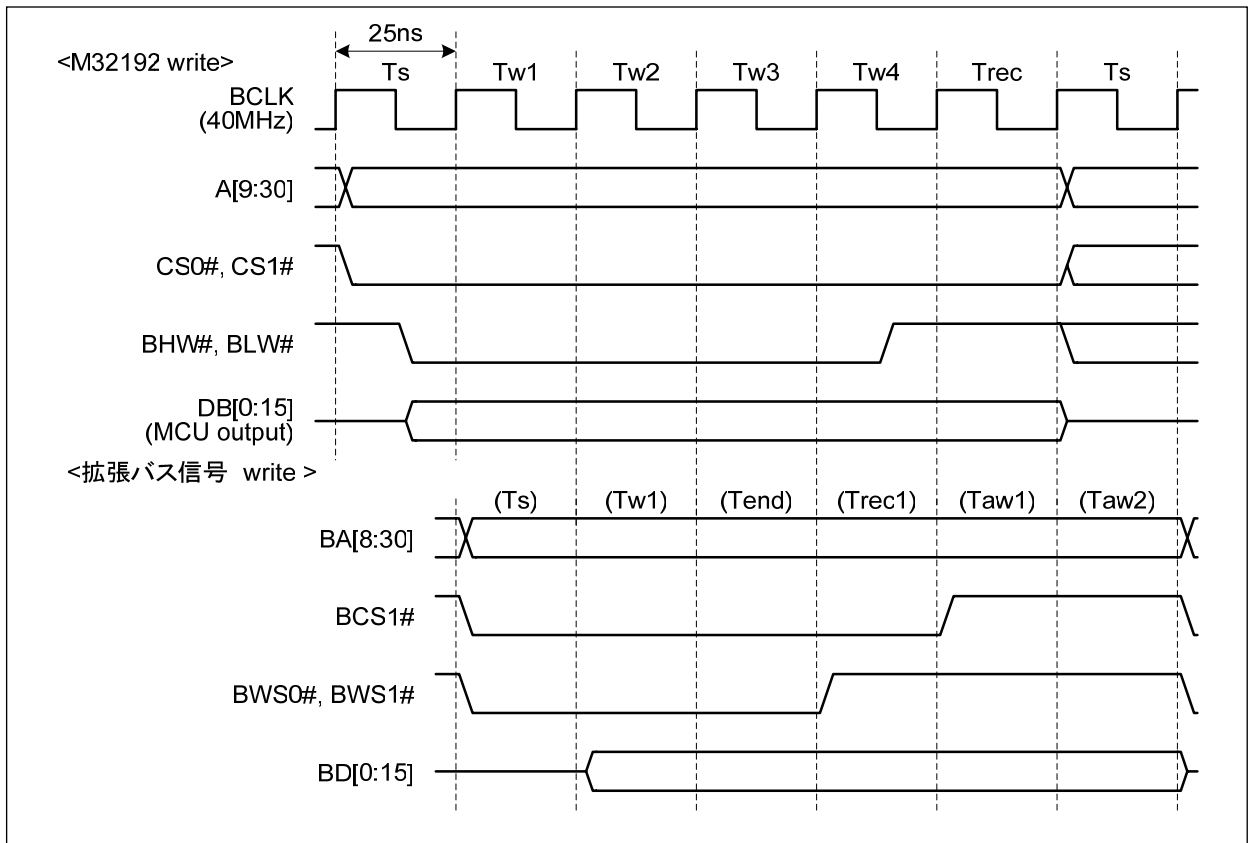 25ns
<M32192 write>
Ts Tw1 Tw2 Tw3 Tw4 Trec Ts
BCLK
(40MHz)
A[9:30]
CS0#, CS1#
BHW#, BLW#
DB[0:15]
(MCU output)
<拡張バス信号 write >
(Ts) (Tw1) (Tend) (Trec1) (Taw1) (Taw2)
BA[8:30]
BCS1#
BWS0#, BWS1#
BD[0:15]